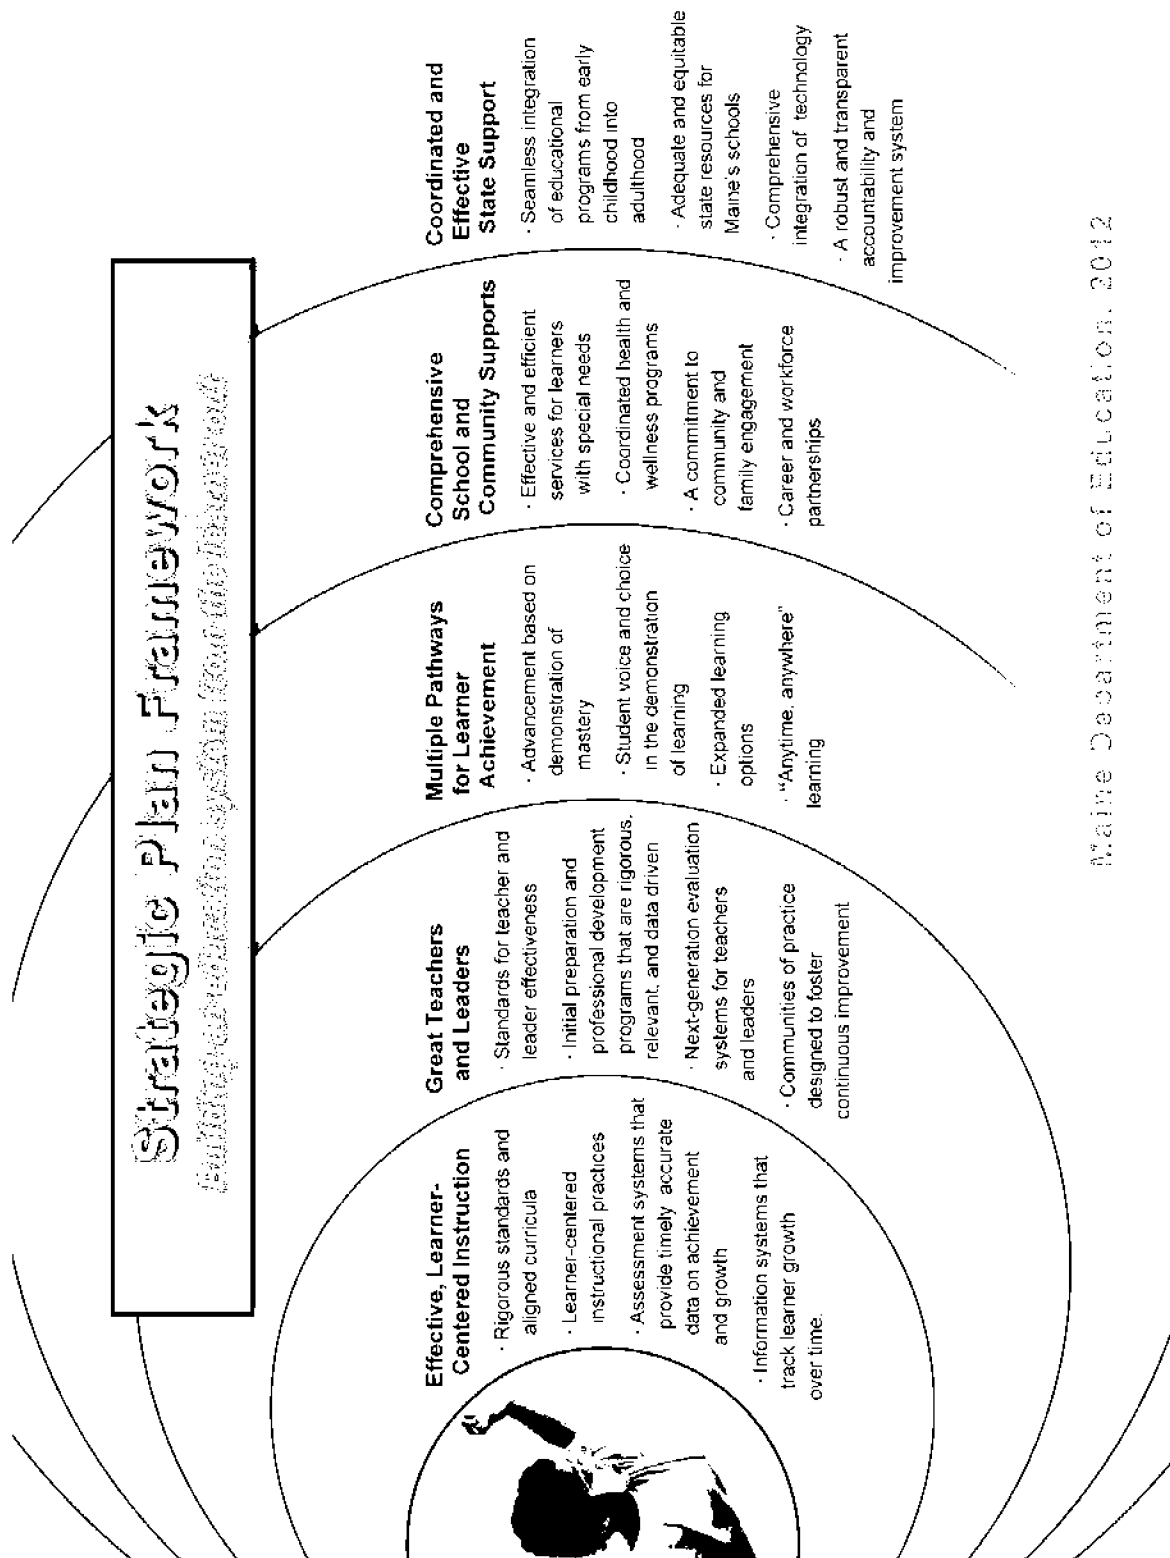 Strategic Plan Framework
Building an education system from the learner out
Effective, Learner-
Centered Instruction
· Rigorous standards and
aligned curricula
· Learner-centered
instructional practices
· Assessment systems that
provide timely accurate
data on achievement
and growth
· Information systems that
track learner growth
over time.
Great Teachers
and Leaders
· Standards for teacher and
leader effectiveness
· Initial preparation and
professional development
programs that are rigorous,
relevant, and data driven
· Next-generation evaluation
systems for teachers
and leaders
· Communities of practice
designed to foster
continuous improvement
Multiple Pathways
for Learner
Achievement
· Advancement based on
demonstration of
mastery
· Student voice and choice
in the demonstration
of learning
· Expanded learning
options
· “Anytime, anywhere”
learning
Comprehensive
School and
Community Supports
· Effective and efficient
services for learners
with special needs
· Coordinated health and
wellness programs
· A commitment to
community and
family engagement
· Career and workforce
partnerships
Coordinated and
Effective
State Support
· Seamless integration
of educational
programs from early
childhood into
adulthood
· Adequate and equitable
state resources for
Maine's schools
· Comprehensive
integration of technology
· A robust and transparent
accountability and
improvement system
Maine Department of Education, 2012